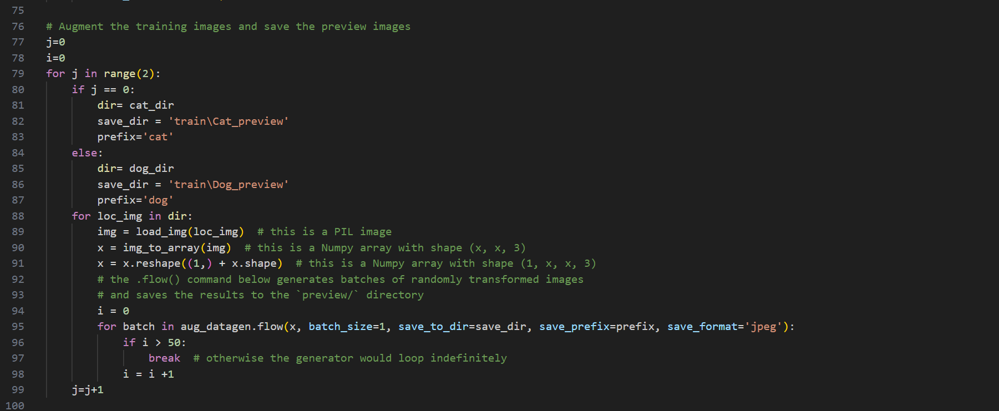 75
76 # Augment the training images and save the preview images
77 j=0
78 i=0
79 for j in range(2):
80     if j == 0:
81         dir= cat_dir
82         save_dir = 'train\Cat_preview'
83         prefix='cat'
84     else:
85         dir= dog_dir
86         save_dir = 'train\Dog_preview'
87         prefix='dog'
88     for loc_img in dir:
89         img = load_img(loc_img)  # this is a PIL image
90         x = img_to_array(img)  # this is a Numpy array with shape (x, x, 3)
91         x = x.reshape((1,) + x.shape)  # this is a Numpy array with shape (1, x, x, 3)
92         # the .flow() command below generates batches of randomly transformed images
93         # and saves the results to the `preview/` directory
94         i = 0
95         for batch in aug_datagen.flow(x, batch_size=1, save_to_dir=save_dir, save_prefix=prefix, save_format='jpeg'):
96             if i > 50:
97                 break  # otherwise the generator would loop indefinitely
98             i = i +1
99     j=j+1
100